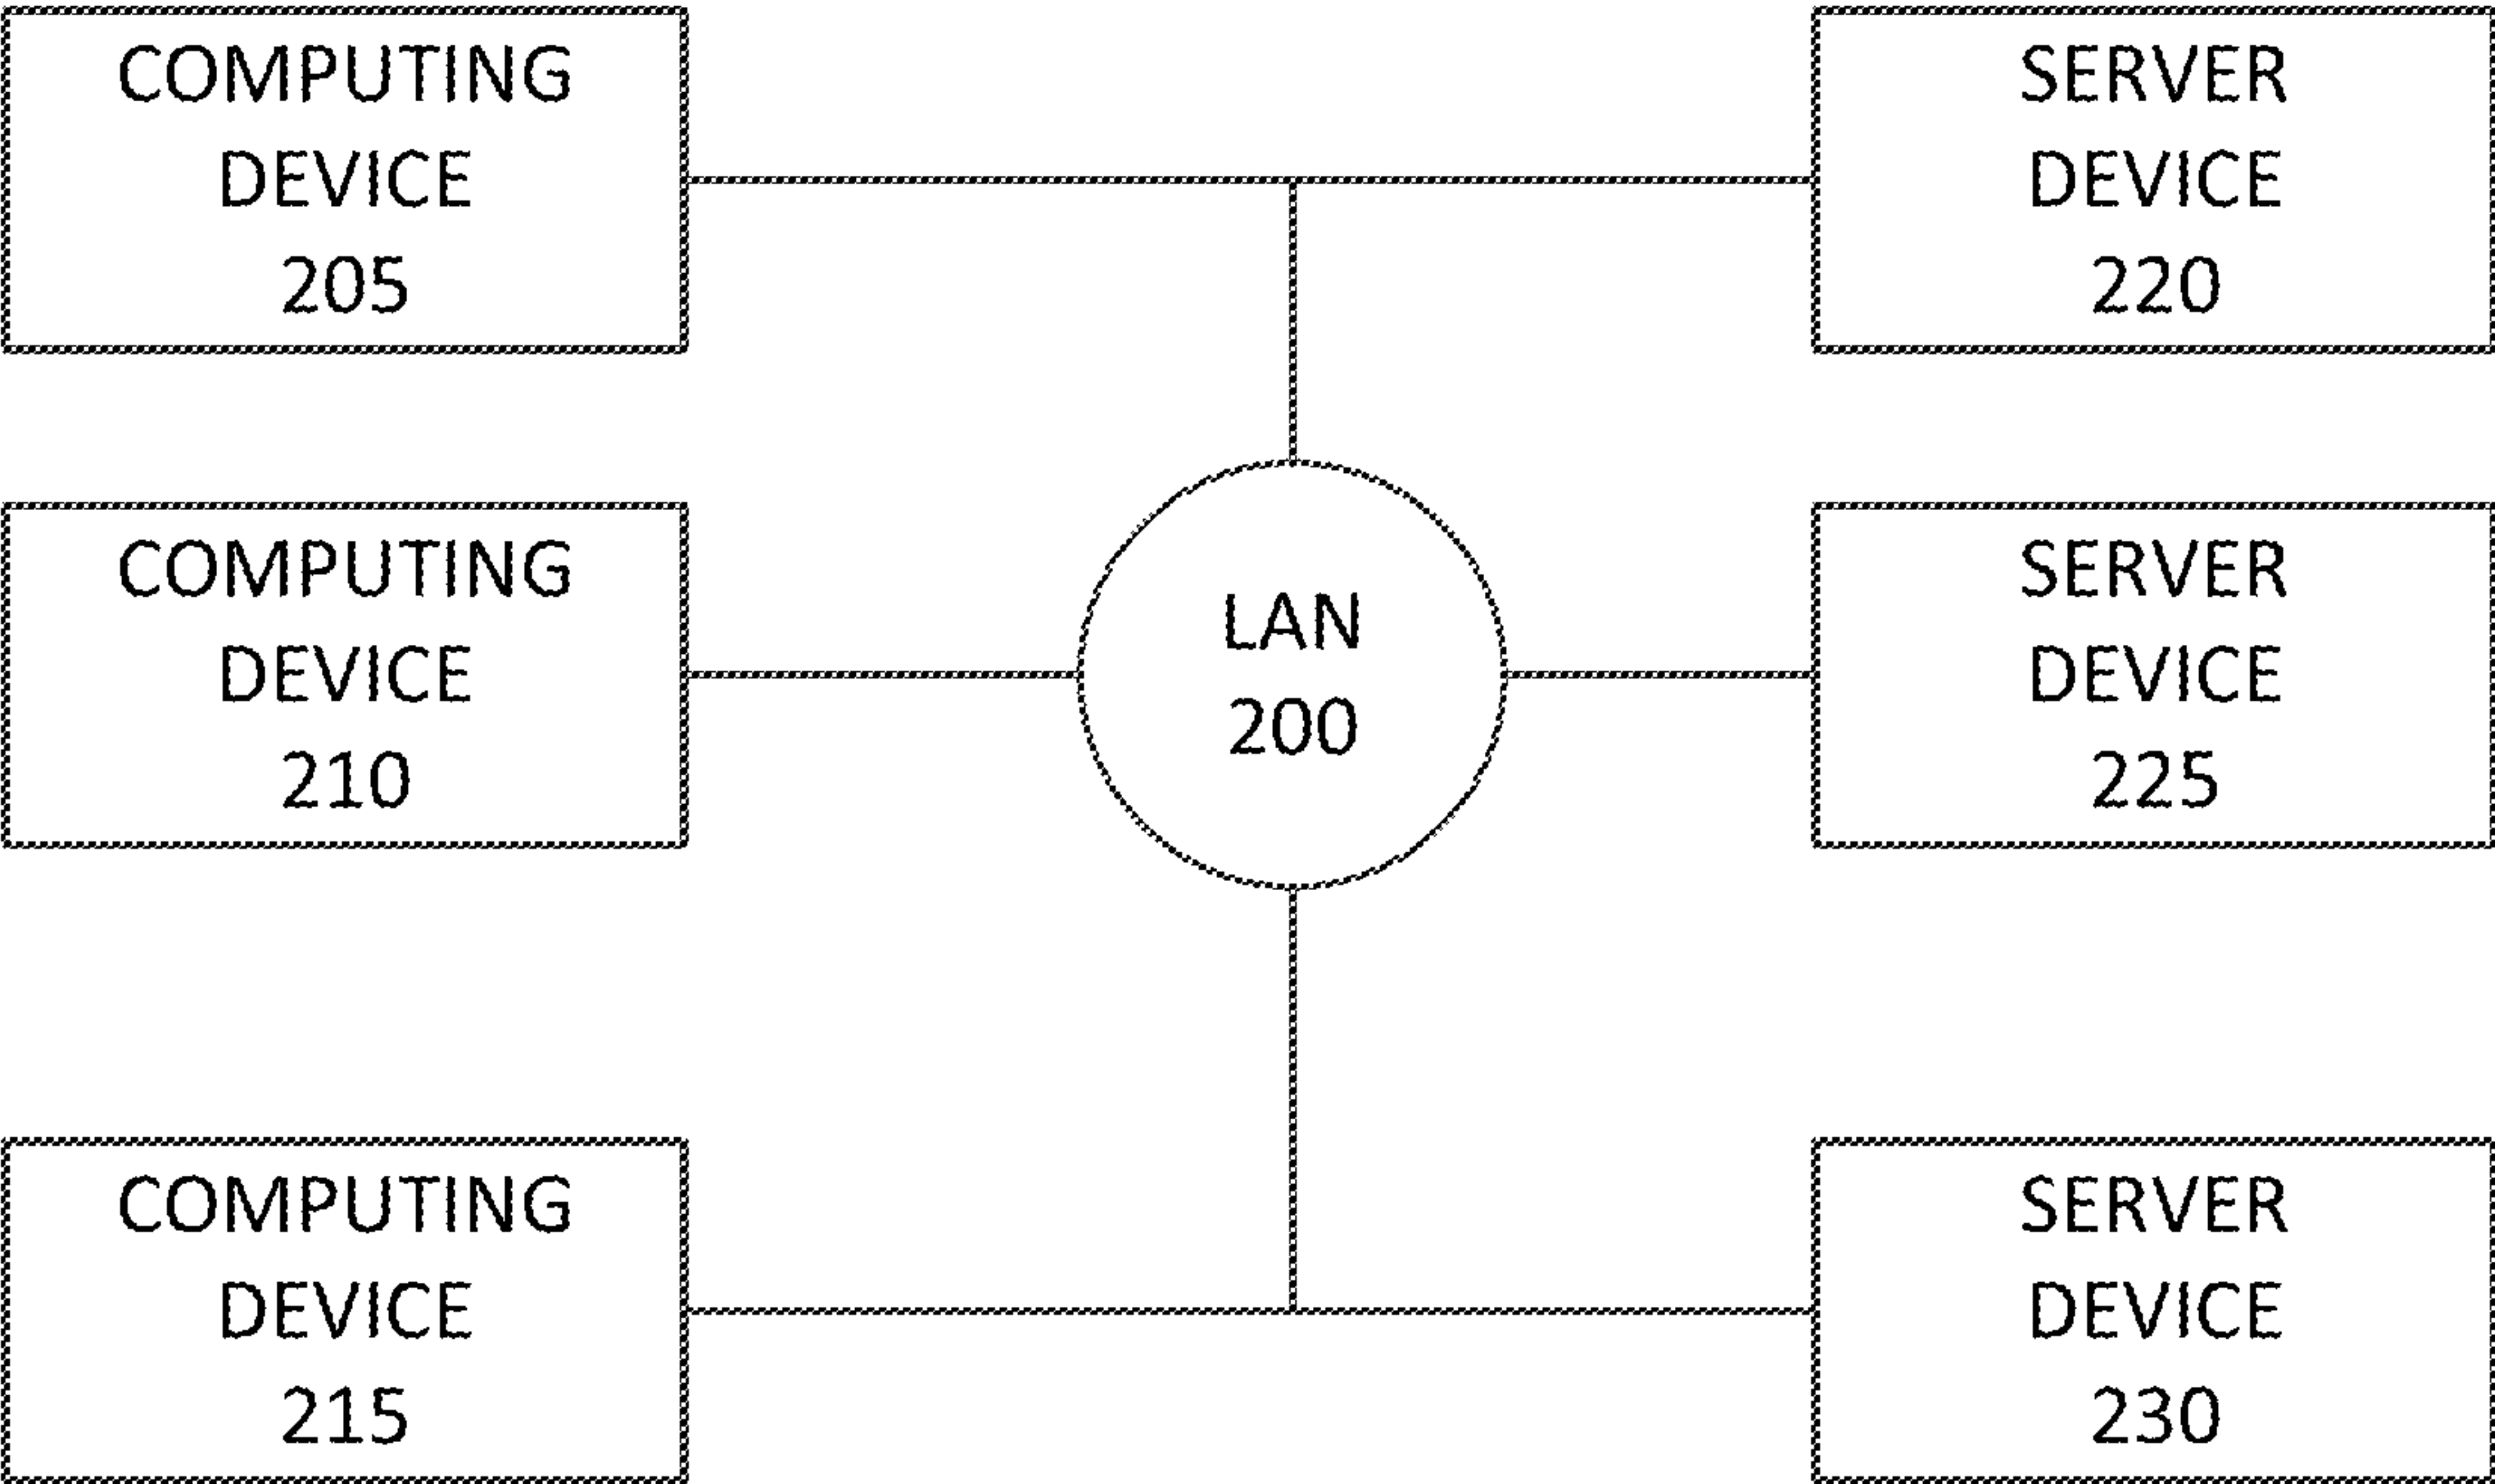 COMPUTING
DEVICE
205
SERVER
DEVICE
220
COMPUTING
DEVICE
210
LAN
200
SERVER
DEVICE
225
COMPUTING
DEVICE
215
SERVER
DEVICE
230